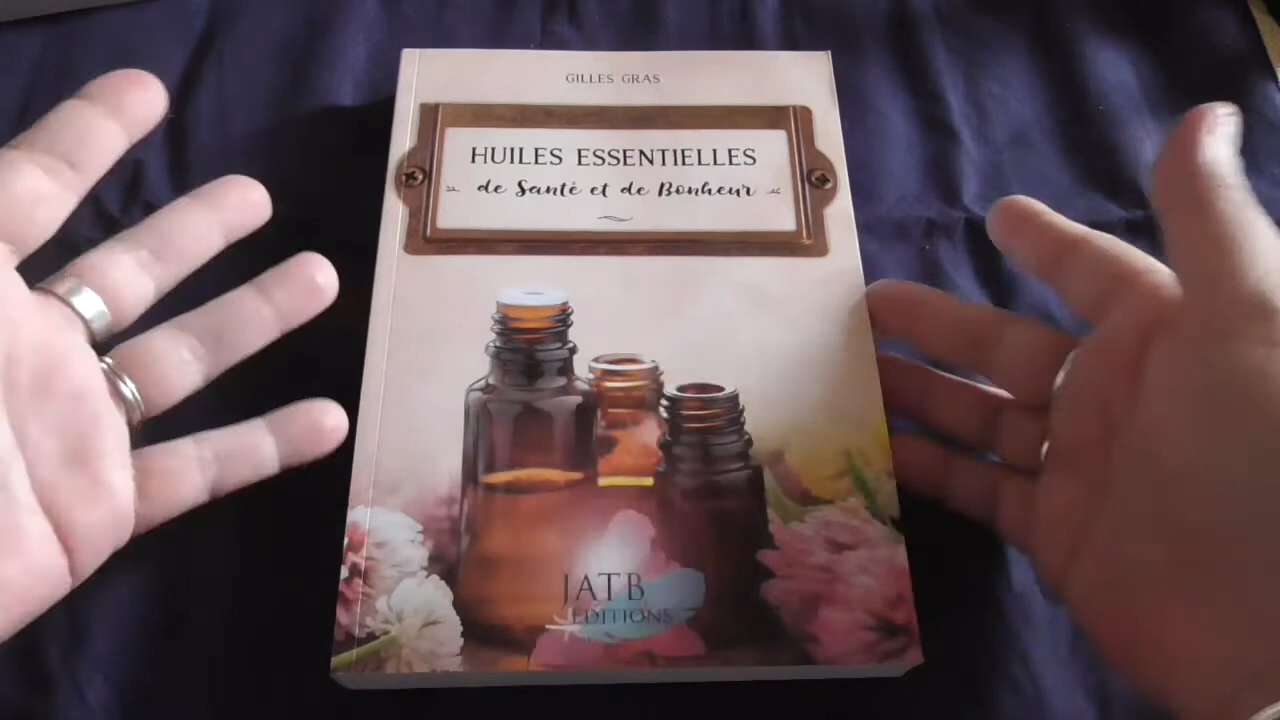 GILLES GRAS
HUILES ESSENTIELLES
de Santé et de Bonheur
JATB
EDITIONS